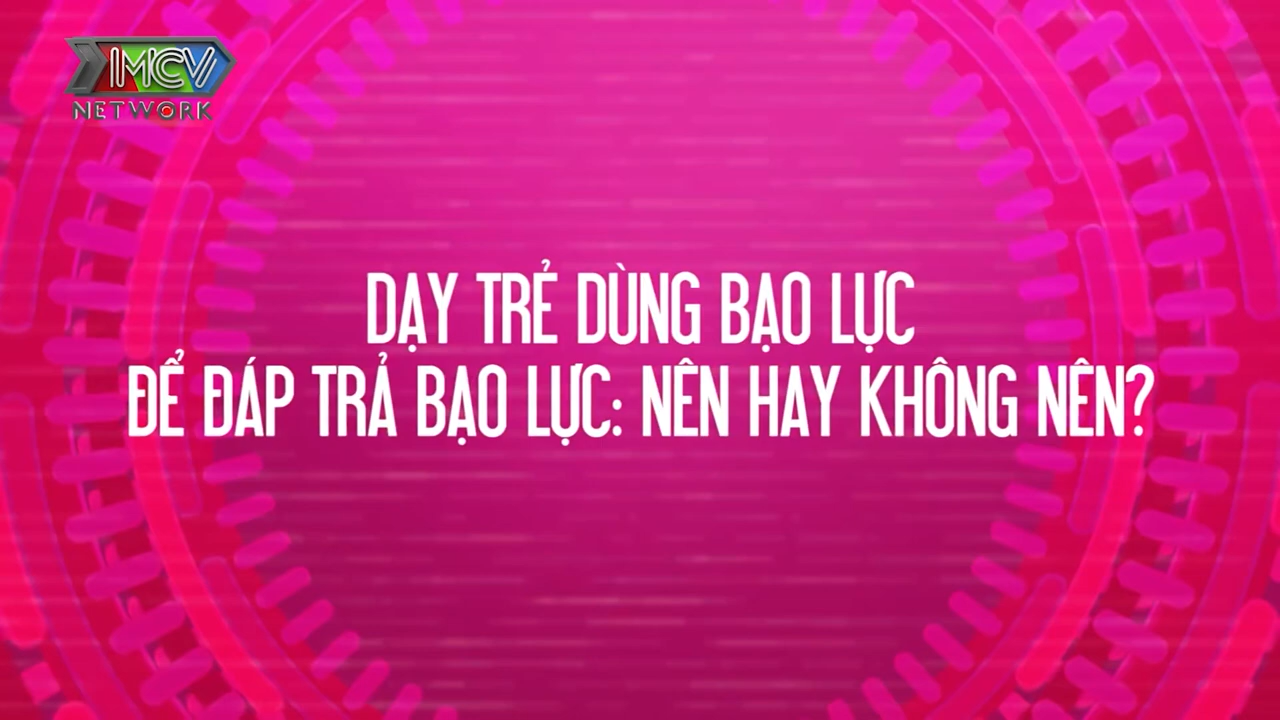 MCV
NETWORK
DẠY TRẺ DÙNG BẠO LỰC
ĐỂ ĐÁP TRẢ BẠO LỰC: NÊN HAY KHÔNG NÊN?